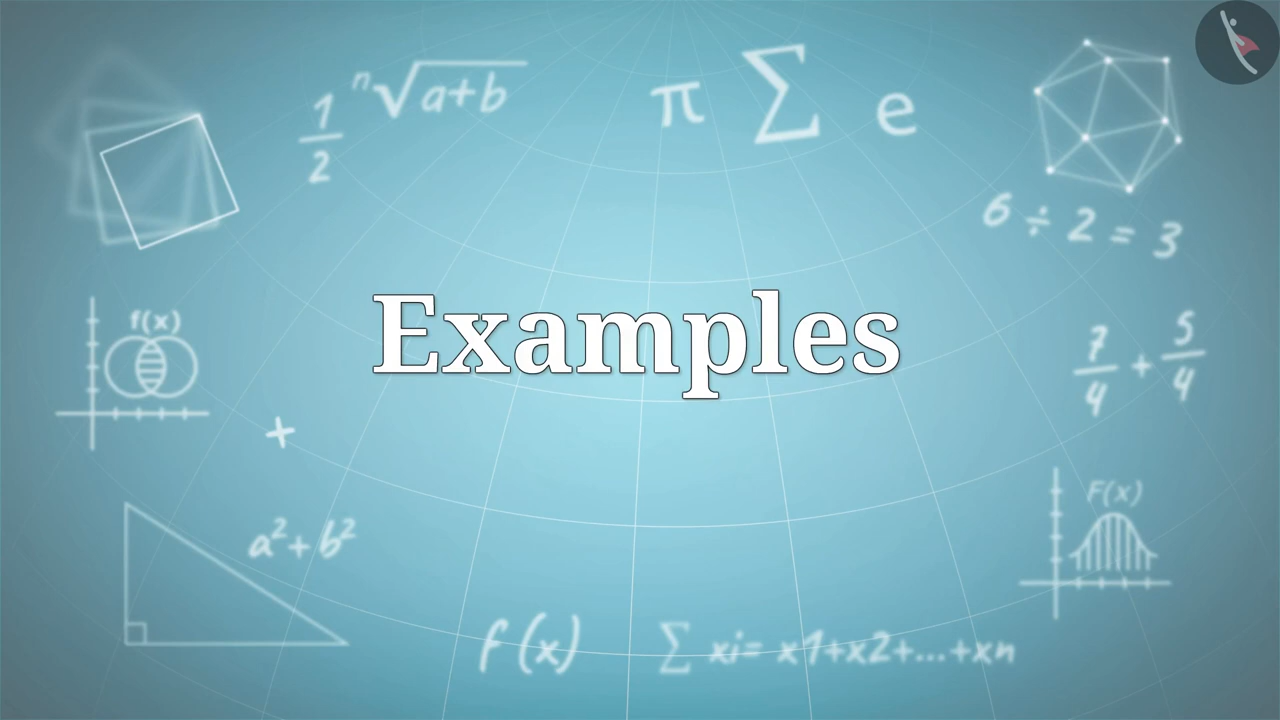 1/2 ⁿ√a+b
π Σ e
6 ÷ 2 = 3
Examples
f(x)
7/4 + 5/4
+
F(x)
a²+b²
f(x)
Σ xi= x1+x2+...+xn